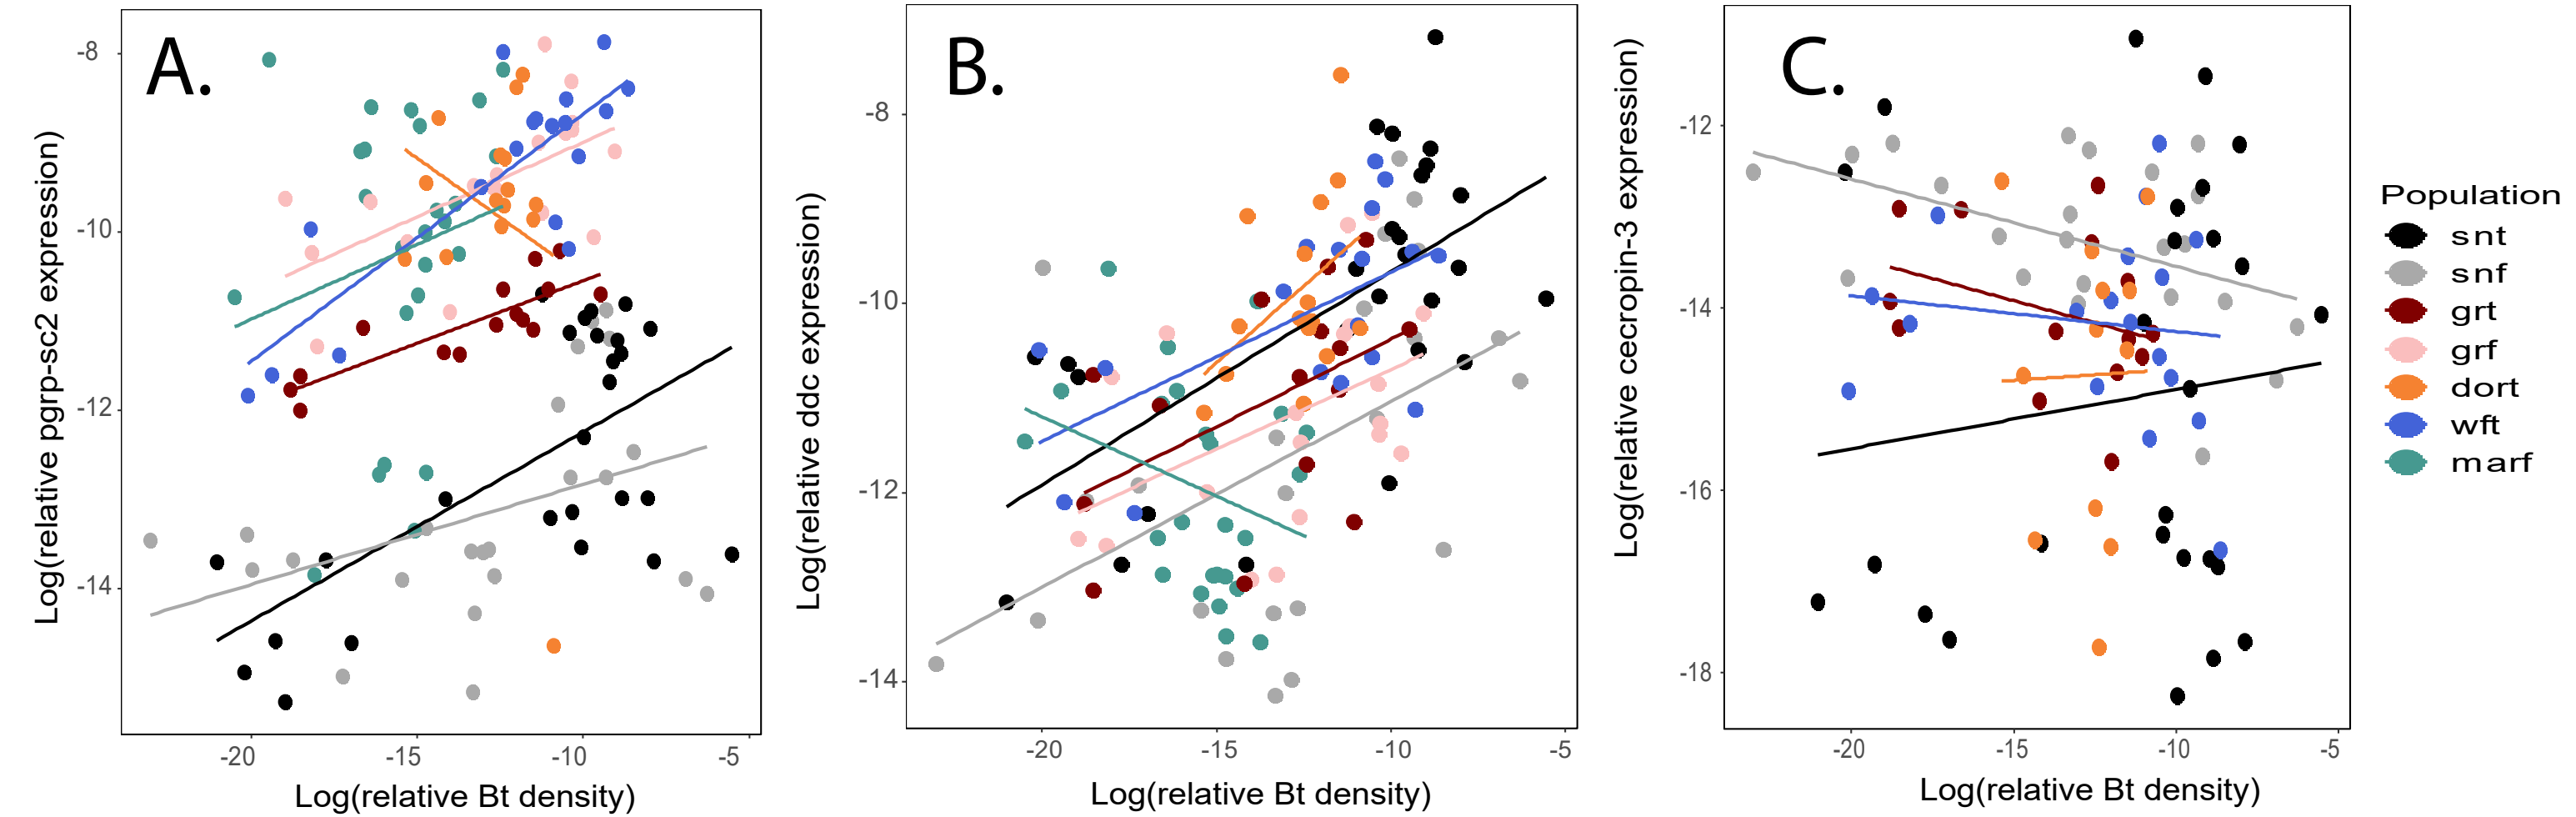 A.
Log(relative pgrp-sc2 expression)
-8
-10
-12
-14
-20 -15 -10 -5
Log(relative Bt density)
B.
Log(relative ddc expression)
-8
-10
-12
-14
-20 -15 -10 -5
Log(relative Bt density)
C.
Log(relative cecropin-3 expression)
-12
-14
-16
-18
-20 -15 -10 -5
Log(relative Bt density)
Population
snt
snf
grt
grf
dort
wft
marf